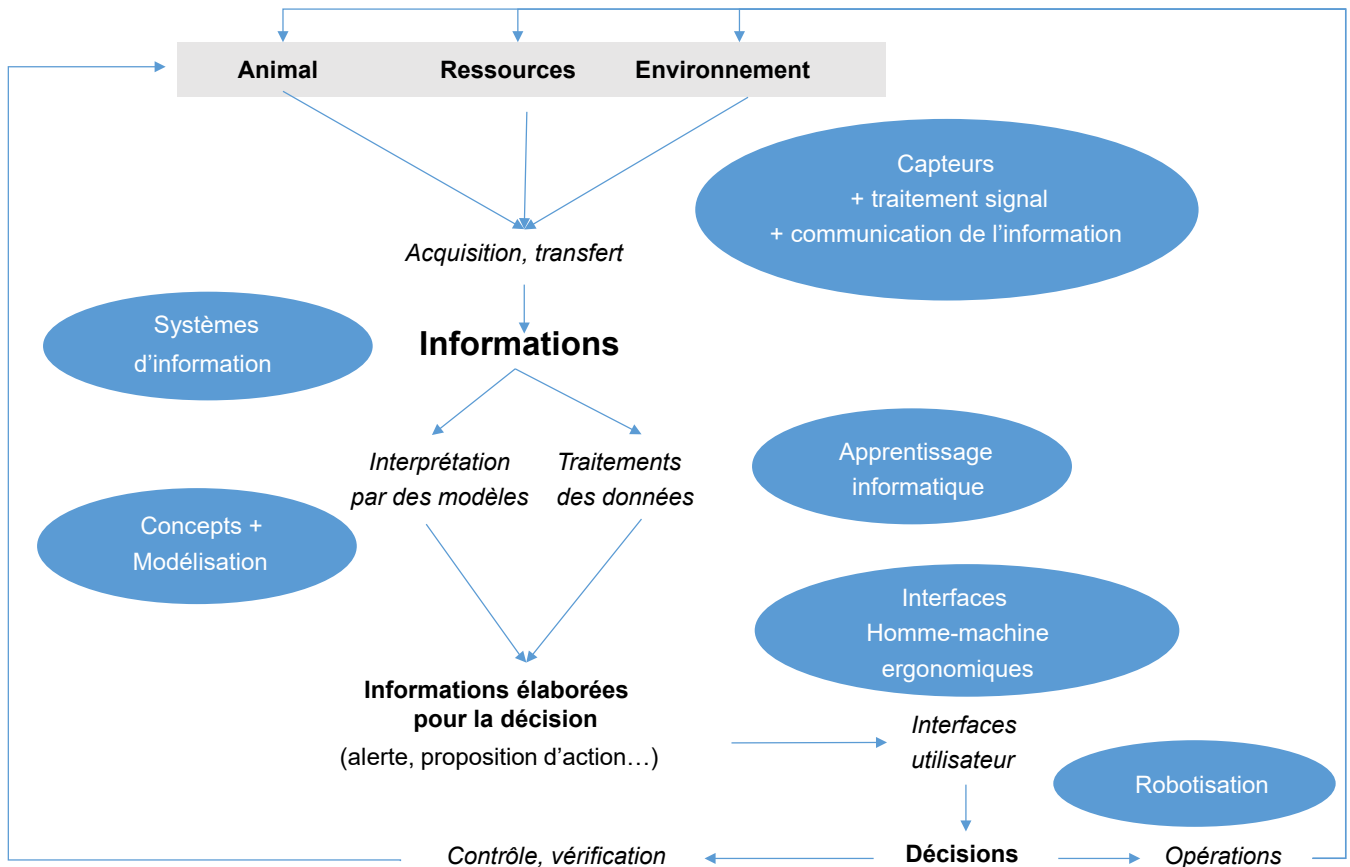 Animal
Ressources
Environnement
Capteurs
+ traitement signal
+ communication de l’information
Acquisition, transfert
Systèmes
d’information
Informations
Interprétation
par des modèles
Traitements
des données
Apprentissage
informatique
Concepts +
Modélisation
Interfaces
Homme-machine
ergonomiques
Informations élaborées
pour la décision
(alerte, proposition d’action…)
Interfaces
utilisateur
Robotisation
Contrôle, vérification
Décisions
Opérations